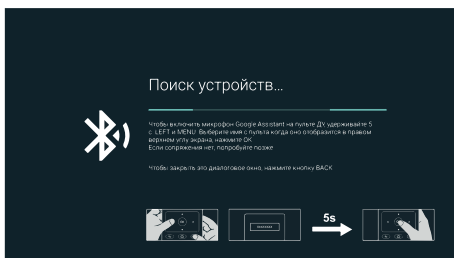 Поиск устройств...
Чтобы включить микрофон Google Assistant на пульте ДУ, удерживайте 5
с. LEFT и MENU. Выберите имя с пульта когда оно отобразится в правом
верхнем углу экрана, нажмите ОК
Если сопряжения нет, попробуйте позже
Чтобы закрыть это диалоговое окно, нажмите кнопку BACK
5s